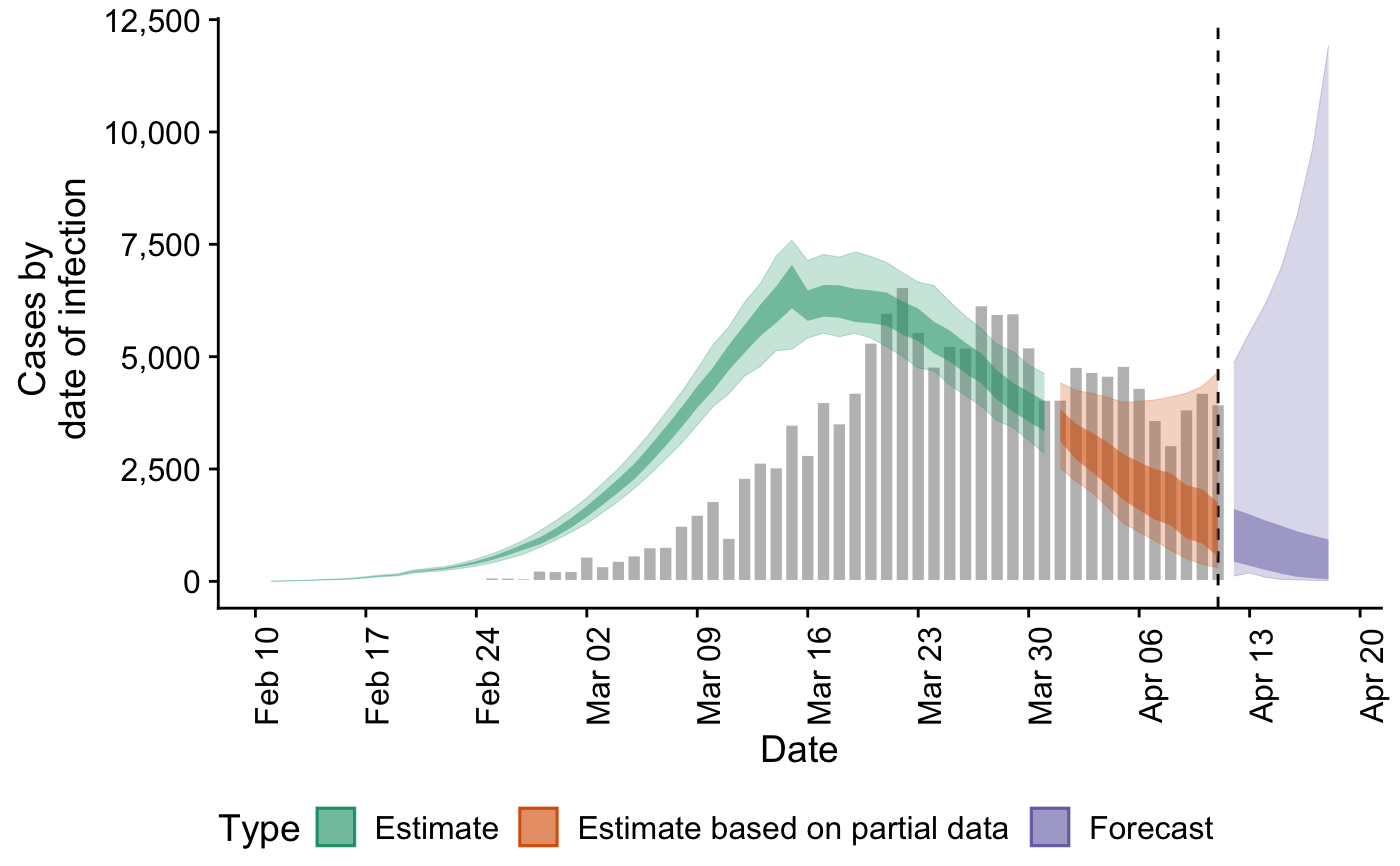 12,500
10,000
7,500
5,000
2,500
0
Cases by
date of infection
Feb 10
Feb 17
Feb 24
Mar 02
Mar 09
Mar 16
Mar 23
Mar 30
Apr 06
Apr 13
Apr 20
Date
Type Estimate Estimate based on partial data Forecast